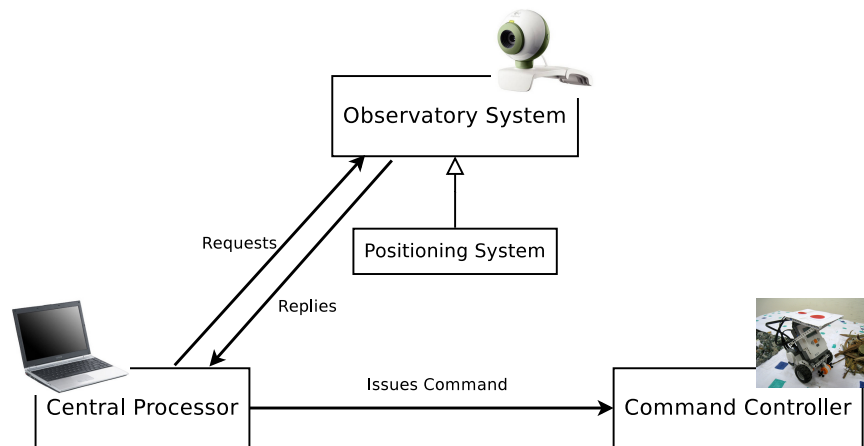 Observatory System
Positioning System
Requests
Replies
Issues Command
Central Processor
Command Controller